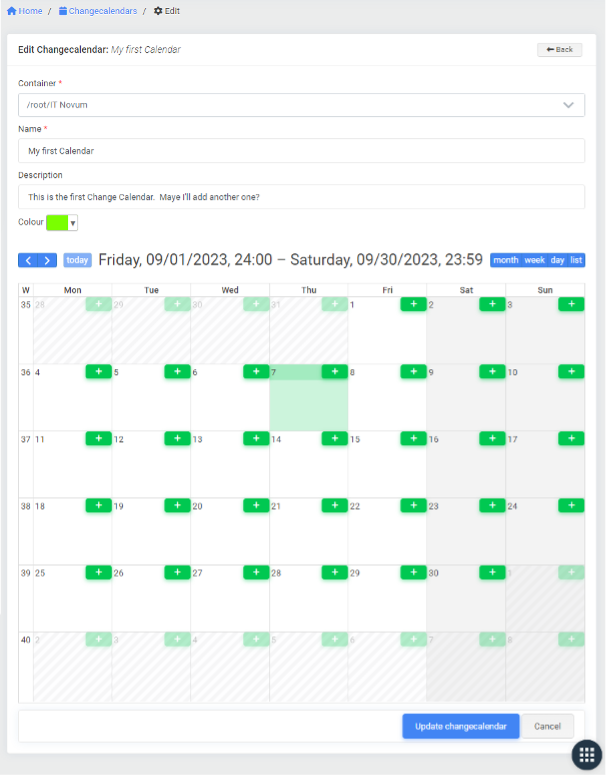 Home / Changecalendars / Edit
Edit Changecalendar: My first Calendar
Back
Container *
/root/IT Novum
Name *
My first Calendar
Description
This is the first Change Calendar. Maye I'll add another one?
Colour
today Friday, 09/01/2023, 24:00 – Saturday, 09/30/2023, 23:59 month week day list
W Mon Tue Wed Thu Fri Sat Sun
35 28 + 29 + 30 + 31 + 1 + 2 + 3 +
36 4 + 5 + 6 + 7 + 8 + 9 + 10 +
37 11 + 12 + 13 + 14 + 15 + 16 + 17 +
38 18 + 19 + 20 + 21 + 22 + 23 + 24 +
39 25 + 26 + 27 + 28 + 29 + 30 + 1 +
40 2 + 3 + 4 + 5 + 6 + 7 + 8 +
Update changecalendar Cancel